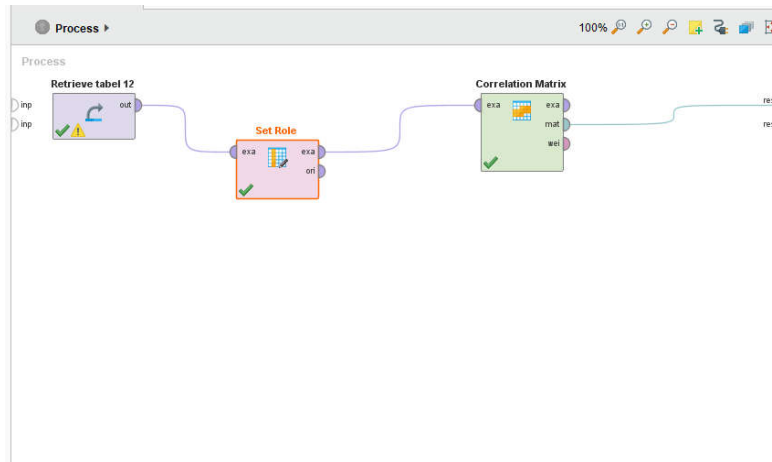 Process
100%
Process
Retrieve tabel 12
inp
out
inp
Set Role
exa
exa
ori
Correlation Matrix
exa
exa
mat
wei
res
res